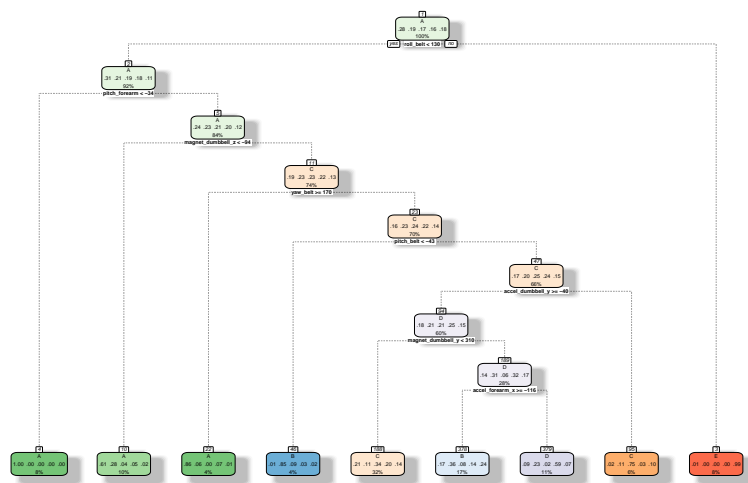 1
A
.28 .19 .17 .16 .18
100%
yes roll_belt < 130 no
2
A
.31 .21 .19 .18 .11
92%
pitch_forearm < −34
5
A
.24 .23 .21 .20 .12
84%
magnet_dumbbell_z < −94
11
C
.19 .23 .23 .22 .13
74%
yaw_belt >= 170
23
C
.16 .23 .24 .22 .14
70%
pitch_belt < −43
47
C
.17 .20 .25 .24 .15
66%
accel_dumbbell_y >= −40
94
D
.18 .21 .21 .25 .15
60%
magnet_dumbbell_y < 310
189
D
.14 .31 .06 .32 .17
28%
accel_forearm_x >= −116
4
A
1.00 .00 .00 .00 .00
8%
10
A
.61 .28 .04 .05 .02
10%
22
A
.86 .06 .00 .07 .01
4%
46
B
.01 .85 .09 .03 .02
4%
188
C
.21 .11 .34 .20 .14
32%
378
B
.17 .36 .08 .14 .24
17%
379
D
.09 .23 .02 .59 .07
11%
95
C
.02 .11 .75 .03 .10
6%
3
E
.01 .00 .00 .00 .99
8%